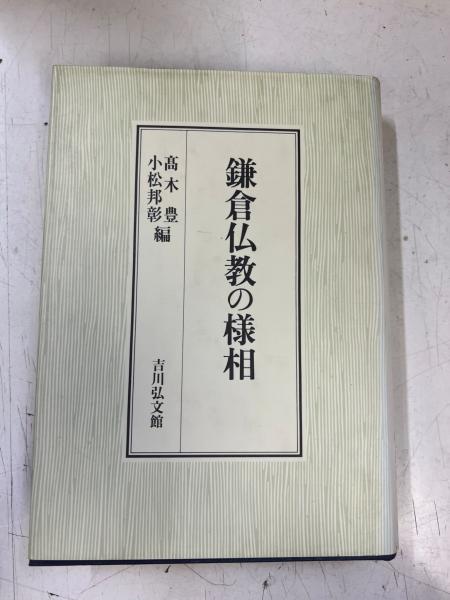 鎌倉仏教の様相
髙木豊
小松邦彰編
吉川弘文館